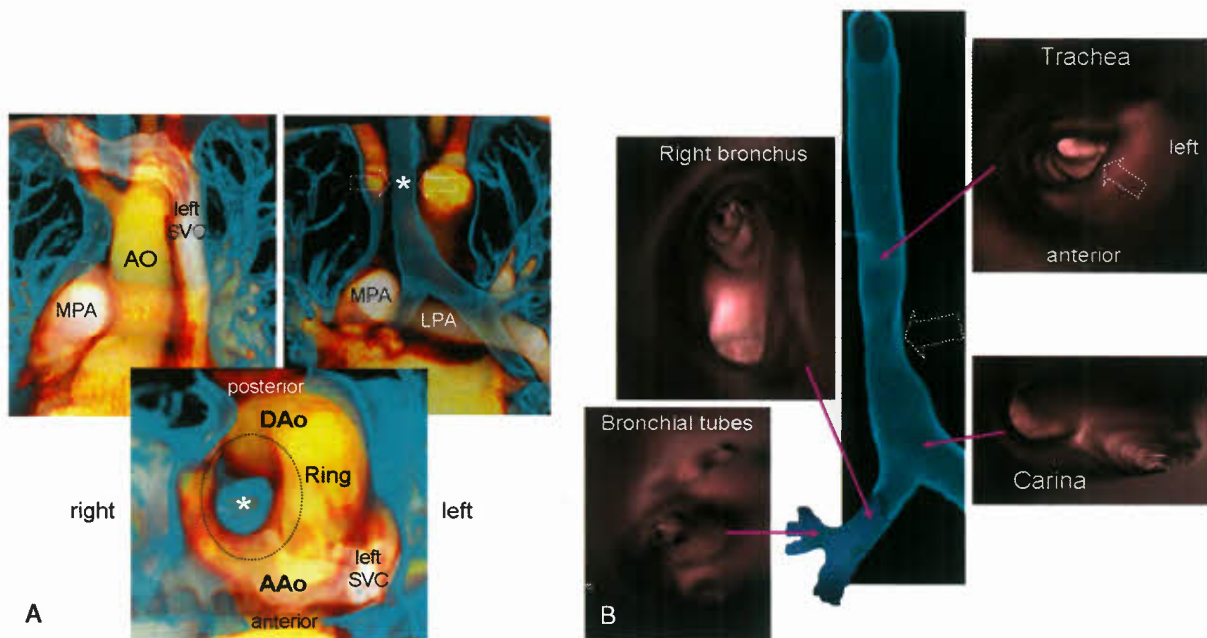 left
SVC
AO
MPA
*
MPA
LPA
posterior
DAo
Ring
*
right
left
left
SVC
AAo
anterior
A
Trachea
left
anterior
Right bronchus
Bronchial tubes
Carina
B